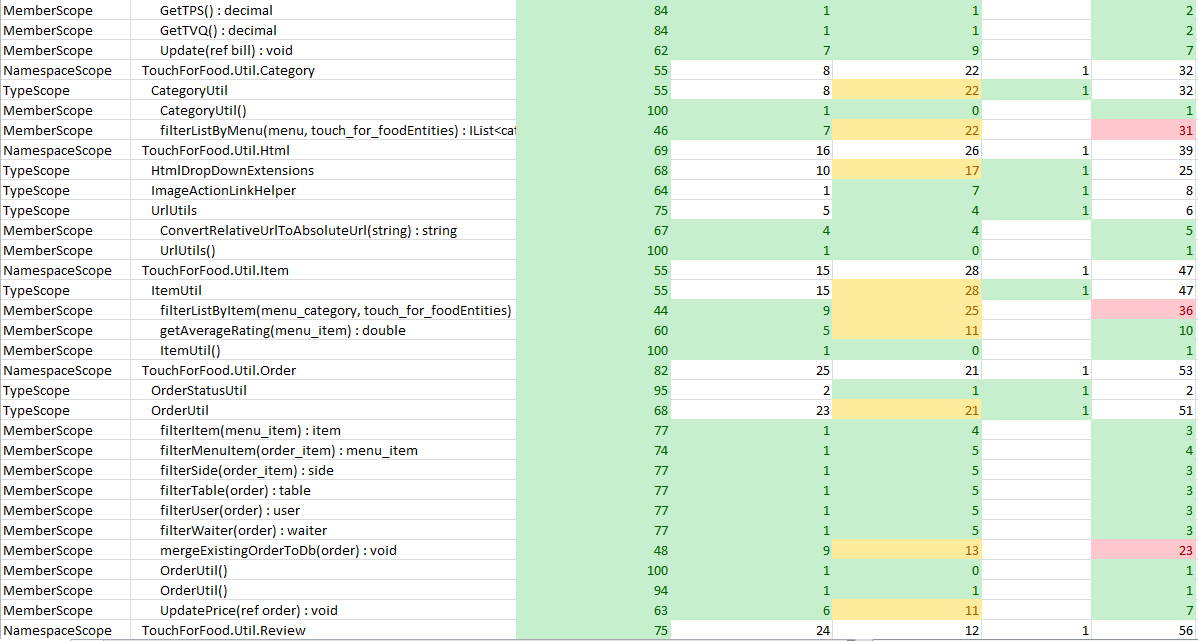 MemberScope GetTPS() : decimal 84 1 1 2
MemberScope GetTVQ() : decimal 84 1 1 2
MemberScope Update(ref bill) : void 62 7 9 7
NamespaceScope TouchForFood.Util.Category 55 8 22 1 32
TypeScope CategoryUtil 55 8 22 1 32
MemberScope CategoryUtil() 100 1 0 1
MemberScope filterListByMenu(menu, touch_for_foodEntities) : IList<cat 46 7 22 31
NamespaceScope TouchForFood.Util.Html 69 16 26 1 39
TypeScope HtmlDropDownExtensions 68 10 17 1 25
TypeScope ImageActionLinkHelper 64 1 7 1 8
TypeScope UrlUtils 75 5 4 1 6
MemberScope ConvertRelativeUrlToAbsoluteUrl(string) : string 67 4 4 5
MemberScope UrlUtils() 100 1 0 1
NamespaceScope TouchForFood.Util.Item 55 15 28 1 47
TypeScope ItemUtil 55 15 28 1 47
MemberScope filterListByItem(menu_category, touch_for_foodEntities) 44 9 25 36
MemberScope getAverageRating(menu_item) : double 60 5 11 10
MemberScope ItemUtil() 100 1 0 1
NamespaceScope TouchForFood.Util.Order 82 25 21 1 53
TypeScope OrderStatusUtil 95 2 1 1 2
TypeScope OrderUtil 68 23 21 1 51
MemberScope filterItem(menu_item) : item 77 1 4 3
MemberScope filterMenuItem(order_item) : menu_item 74 1 5 4
MemberScope filterSide(order_item) : side 77 1 5 3
MemberScope filterTable(order) : table 77 1 5 3
MemberScope filterUser(order) : user 77 1 5 3
MemberScope filterWaiter(order) : waiter 77 1 5 3
MemberScope mergeExistingOrderToDb(order) : void 48 9 13 23
MemberScope OrderUtil() 100 1 0 1
MemberScope OrderUtil() 94 1 1 1
MemberScope UpdatePrice(ref order) : void 63 6 11 7
NamespaceScope TouchForFood.Util.Review 75 24 12 1 56